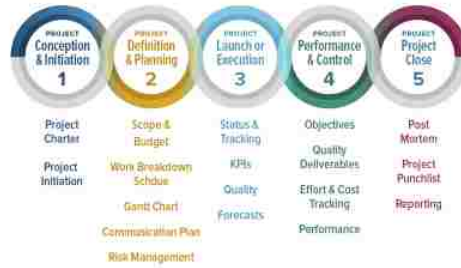 PROJECT
Conception
& Initiation
1
PROJECT
Definition
& Planning
2
PROJECT
Launch or
Execution
3
PROJECT
Performance
& Control
4
PROJECT
Project
Close
5
Project
Charter
Project
Initiation
Scope &
Budget
Work Breakdown
Schdue
Gantt Chart
Communication Plan
Risk Management
Status &
Tracking
KPIs
Quality
Forecasts
Objectives
Quality
Deliverables
Effort & Cost
Tracking
Performance
Post
Mortem
Project
Punchlist
Reporting